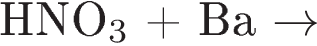 HNO₃ + Ba →